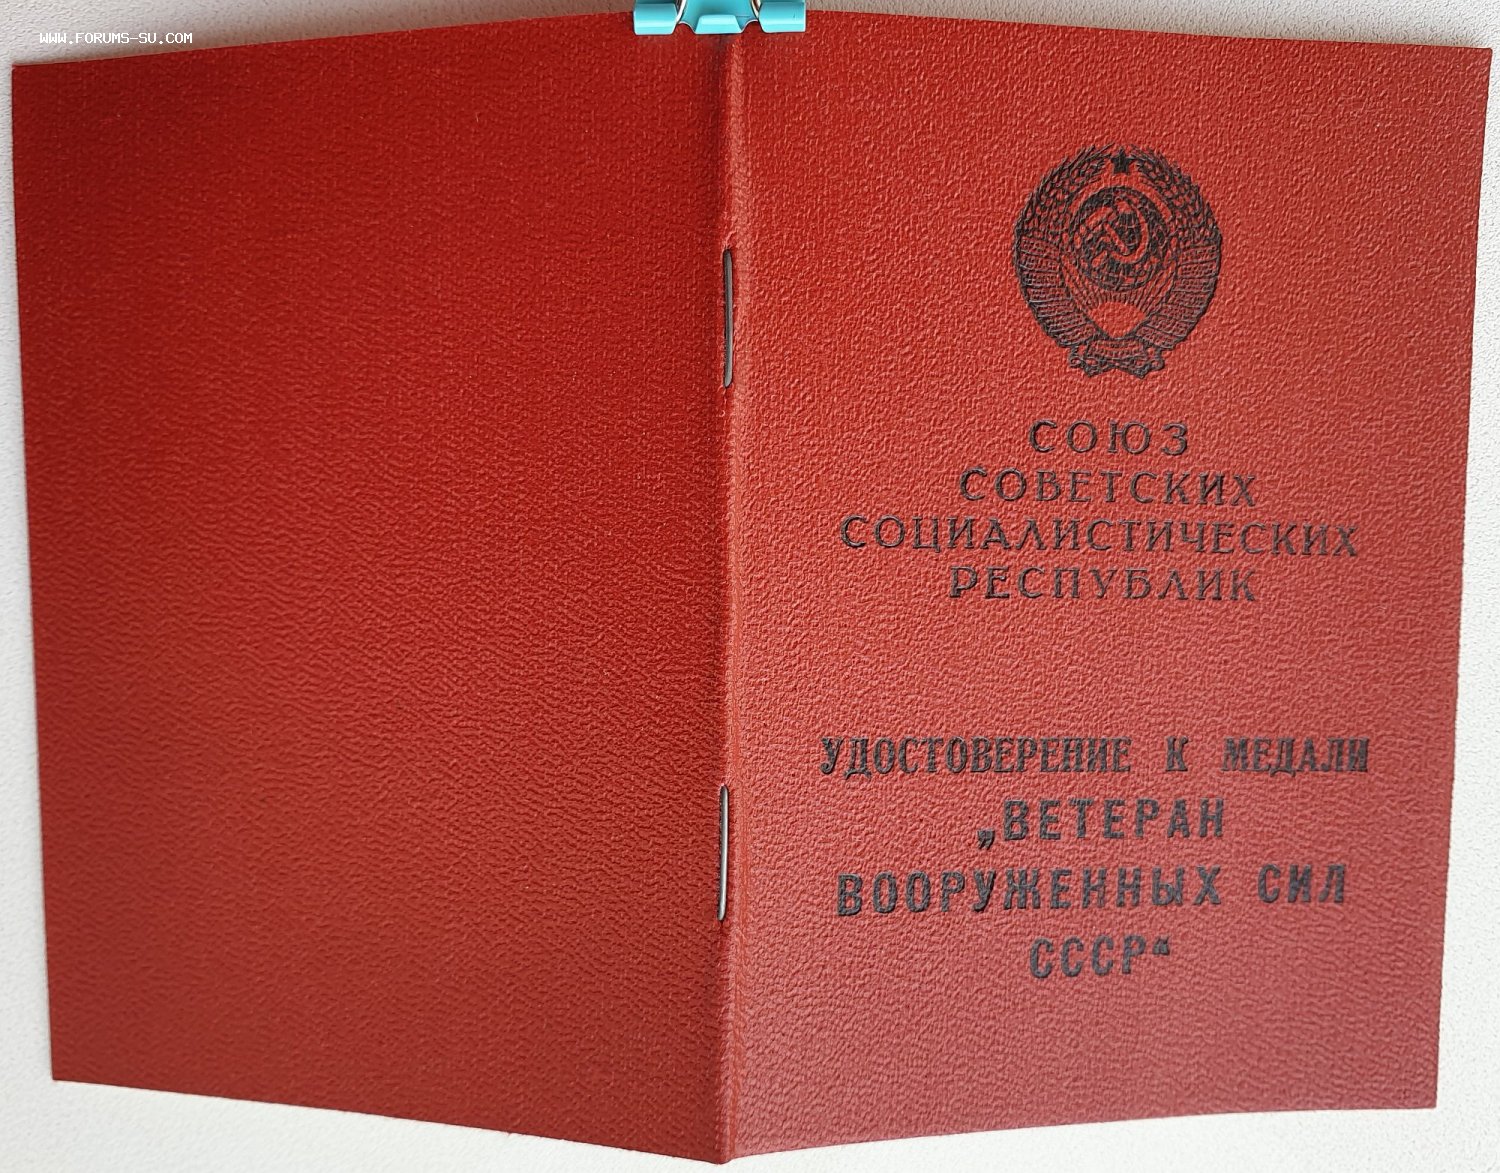 WWW.FORUMS-SU.COM
СОЮЗ
СОВЕТСКИХ
СОЦИАЛИСТИЧЕСКИХ
РЕСПУБЛИК
УДОСТОВЕРЕНИЕ К МЕДАЛИ
„ВЕТЕРАН
ВООРУЖЕННЫХ СИЛ
СССР“